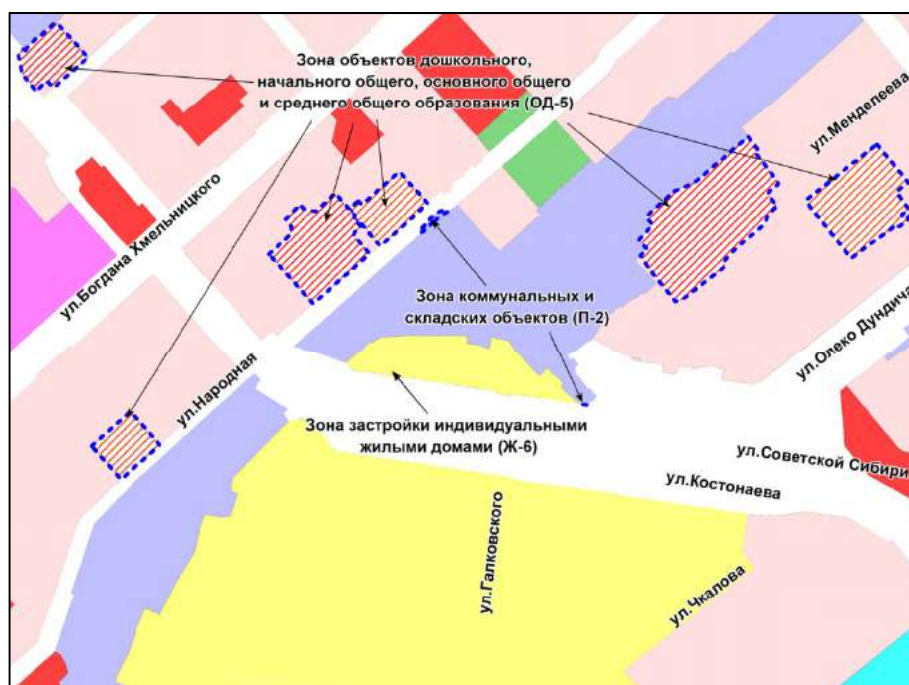 Зона объектов дошкольного,
начального общего, основного общего
и среднего общего образования (ОД-5)
ул.Менделеева
ул.Богдана Хмельницкого
Зона коммунальных и
складских объектов (П-2)
ул.Олеко Дундича
ул.Народная
Зона застройки индивидуальными
жилыми домами (Ж-6)
ул.Советской Сибири
ул.Костонаева
ул.Галковского
ул.Чкалова